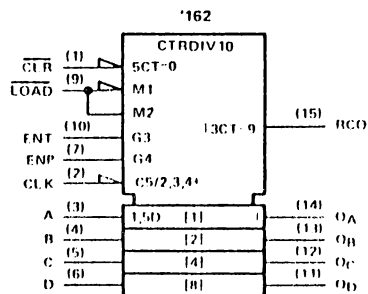 '162
CTRDIV10
CLR (1) 5CT=0
LOAD (9) M1
M2
3CT=9 (15) RCO
ENT (10) G3
ENP (7) G4
CLK (2) C5/2,3,4+
A (3) 1,5D [1] (14) QA
B (4) [2] (13) QB
C (5) [4] (12) QC
D (6) [8] (11) QD